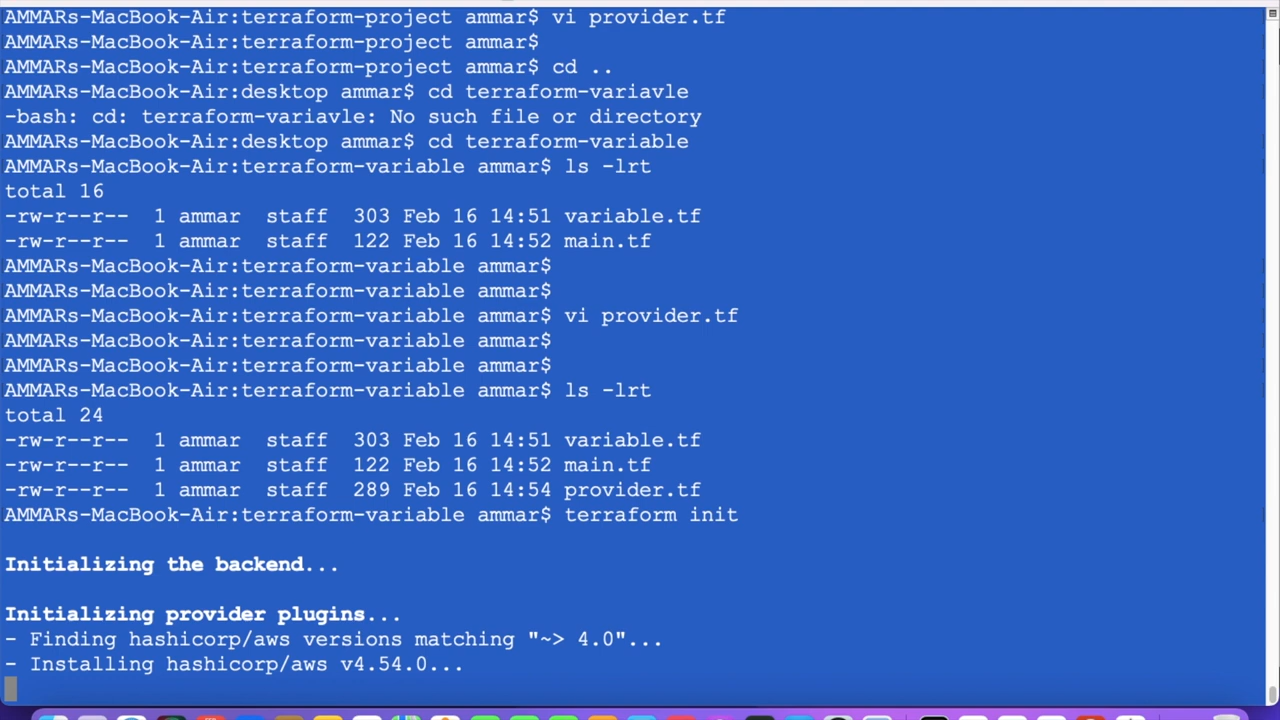 AMMARs-MacBook-Air:terraform-project ammar$ vi provider.tf
AMMARs-MacBook-Air:terraform-project ammar$
AMMARs-MacBook-Air:terraform-project ammar$ cd ..
AMMARs-MacBook-Air:desktop ammar$ cd terraform-variavle
-bash: cd: terraform-variavle: No such file or directory
AMMARs-MacBook-Air:desktop ammar$ cd terraform-variable
AMMARs-MacBook-Air:terraform-variable ammar$ ls -lrt
total 16
-rw-r--r--  1 ammar  staff  303 Feb 16 14:51 variable.tf
-rw-r--r--  1 ammar  staff  122 Feb 16 14:52 main.tf
AMMARs-MacBook-Air:terraform-variable ammar$
AMMARs-MacBook-Air:terraform-variable ammar$
AMMARs-MacBook-Air:terraform-variable ammar$ vi provider.tf
AMMARs-MacBook-Air:terraform-variable ammar$
AMMARs-MacBook-Air:terraform-variable ammar$
AMMARs-MacBook-Air:terraform-variable ammar$ ls -lrt
total 24
-rw-r--r--  1 ammar  staff  303 Feb 16 14:51 variable.tf
-rw-r--r--  1 ammar  staff  122 Feb 16 14:52 main.tf
-rw-r--r--  1 ammar  staff  289 Feb 16 14:54 provider.tf
AMMARs-MacBook-Air:terraform-variable ammar$ terraform init
Initializing the backend...
Initializing provider plugins...
- Finding hashicorp/aws versions matching "~> 4.0"...
- Installing hashicorp/aws v4.54.0...